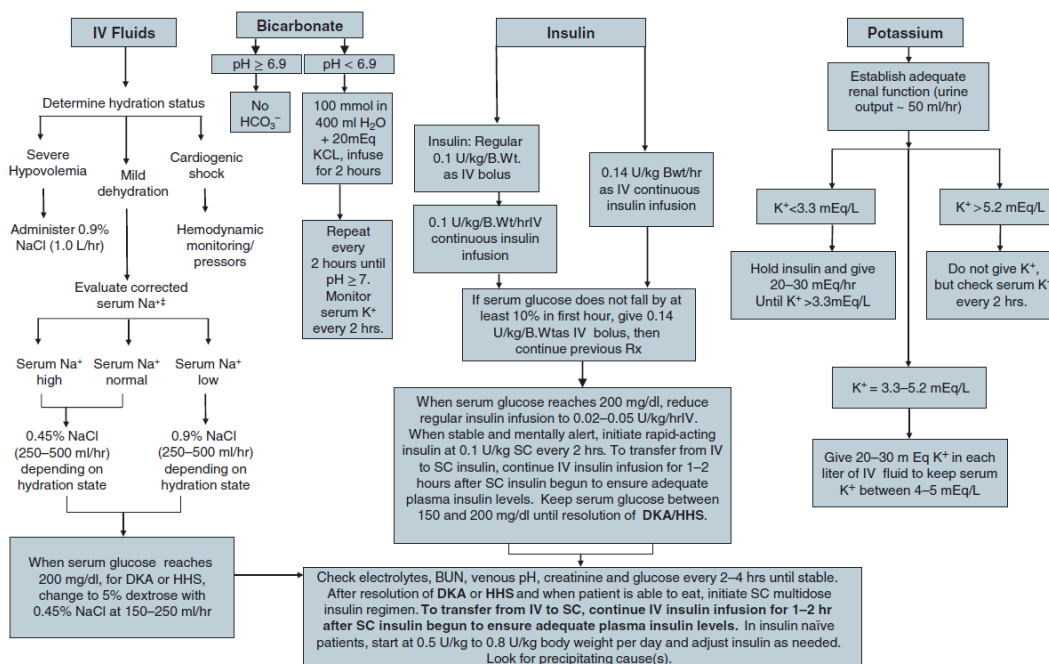 IV Fluids
Determine hydration status
Severe
Hypovolemia
Mild
dehydration
Cardiogenic
shock
Administer 0.9%
NaCl (1.0 L/hr)
Hemodynamic
monitoring/
pressors
Evaluate corrected
serum Na⁺‡
Serum Na⁺
high
Serum Na⁺
normal
Serum Na⁺
low
0.45% NaCl
(250–500 ml/hr)
depending on
hydration state
0.9% NaCl
(250–500 ml/hr)
depending on
hydration state
When serum glucose reaches
200 mg/dl, for DKA or HHS,
change to 5% dextrose with
0.45% NaCl at 150–250 ml/hr
Bicarbonate
pH ≥ 6.9
pH < 6.9
No
HCO₃⁻
100 mmol in
400 ml H₂O
+ 20mEq
KCL, infuse
for 2 hours
Repeat
every
2 hours until
pH ≥ 7.
Monitor
serum K⁺
every 2 hrs.
Insulin
Insulin: Regular
0.1 U/kg/B.Wt.
as IV bolus
0.1 U/kg/B.Wt/hrIV
continuous insulin
infusion
0.14 U/kg Bwt/hr
as IV continuous
insulin infusion
If serum glucose does not fall by at
least 10% in first hour, give 0.14
U/kg/B.Wtas IV bolus, then
continue previous Rx
When serum glucose reaches 200 mg/dl, reduce
regular insulin infusion to 0.02–0.05 U/kg/hrIV.
When stable and mentally alert, initiate rapid-acting
insulin at 0.1 U/kg SC every 2 hrs. To transfer from IV
to SC insulin, continue IV insulin infusion for 1–2
hours after SC insulin begun to ensure adequate
plasma insulin levels. Keep serum glucose between
150 and 200 mg/dl until resolution of DKA/HHS.
Potassium
Establish adequate
renal function (urine
output ~ 50 ml/hr)
K⁺<3.3 mEq/L
K⁺>5.2 mEq/L
Hold insulin and give
20–30 mEq/hr
Until K⁺>3.3mEq/L
Do not give K⁺,
but check serum K⁺
every 2 hrs.
K⁺ = 3.3–5.2 mEq/L
Give 20–30 m Eq K⁺ in each
liter of IV fluid to keep serum
K⁺ between 4–5 mEq/L
Check electrolytes, BUN, venous pH, creatinine and glucose every 2–4 hrs until stable.
After resolution of DKA or HHS and when patient is able to eat, initiate SC multidose
insulin regimen. To transfer from IV to SC, continue IV insulin infusion for 1–2 hr
after SC insulin begun to ensure adequate plasma insulin levels. In insulin naïve
patients, start at 0.5 U/kg to 0.8 U/kg body weight per day and adjust insulin as needed.
Look for precipitating cause(s).